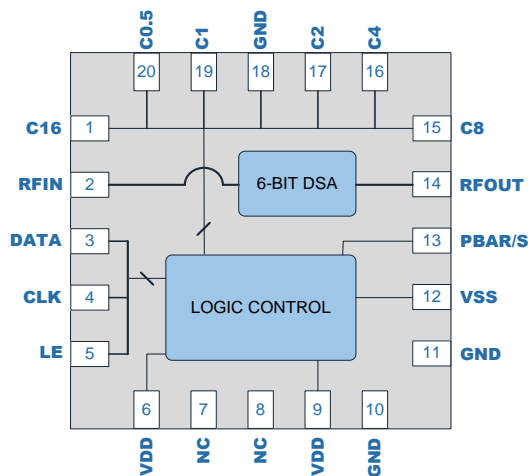 C0.5
C1
GND
C2
C4
20
19
18
17
16
C16
1
15
C8
RFIN
2
6-BIT DSA
14
RFOUT
DATA
3
13
PBAR/S
CLK
4
LOGIC CONTROL
12
VSS
LE
5
11
GND
6
7
8
9
10
VDD
NC
NC
VDD
GND